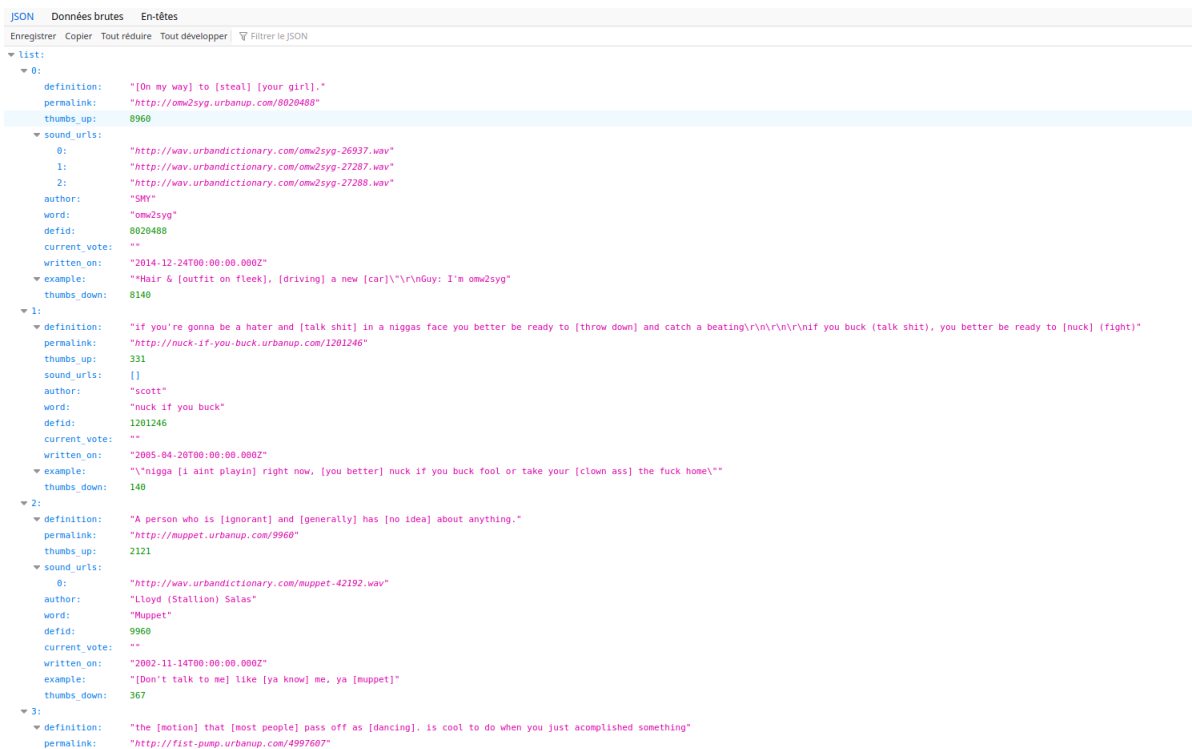 JSON Données brutes En-têtes
Enregistrer Copier Tout réduire Tout développer Filtrer le JSON
list:
0:
definition: "[On my way] to [steal] [your girl]."
permalink: "http://omw2syg.urbanup.com/8020488"
thumbs_up: 8960
sound_urls:
0: "http://wav.urbandictionary.com/omw2syg-26937.wav"
1: "http://wav.urbandictionary.com/omw2syg-27287.wav"
2: "http://wav.urbandictionary.com/omw2syg-27288.wav"
author: "SMY"
word: "omw2syg"
defid: 8020488
current_vote: ""
written_on: "2014-12-24T00:00:00.000Z"
example: "*Hair & [outfit on fleek], [driving] a new [car]\"\r\nGuy: I'm omw2syg"
thumbs_down: 8140
1:
definition: "if you're gonna be a hater and [talk shit] in a niggas face you better be ready to [throw down] and catch a beating\r\n\r\n\r\nif you buck (talk shit), you better be ready to [nuck] (fight)"
permalink: "http://nuck-if-you-buck.urbanup.com/1201246"
thumbs_up: 331
sound_urls: []
author: "scott"
word: "nuck if you buck"
defid: 1201246
current_vote: ""
written_on: "2005-04-20T00:00:00.000Z"
example: "\"nigga [i aint playin] right now, [you better] nuck if you buck fool or take your [clown ass] the fuck home\""
thumbs_down: 140
2:
definition: "A person who is [ignorant] and [generally] has [no idea] about anything."
permalink: "http://muppet.urbanup.com/9960"
thumbs_up: 2121
sound_urls:
0: "http://wav.urbandictionary.com/muppet-42192.wav"
author: "Lloyd (Stallion) Salas"
word: "Muppet"
defid: 9960
current_vote: ""
written_on: "2002-11-14T00:00:00.000Z"
example: "[Don't talk to me] like [ya know] me, ya [muppet]"
thumbs_down: 367
3:
definition: "the [motion] that [most people] pass off as [dancing]. is cool to do when you just acomplished something"
permalink: "http://fist-pump.urbanup.com/4997607"